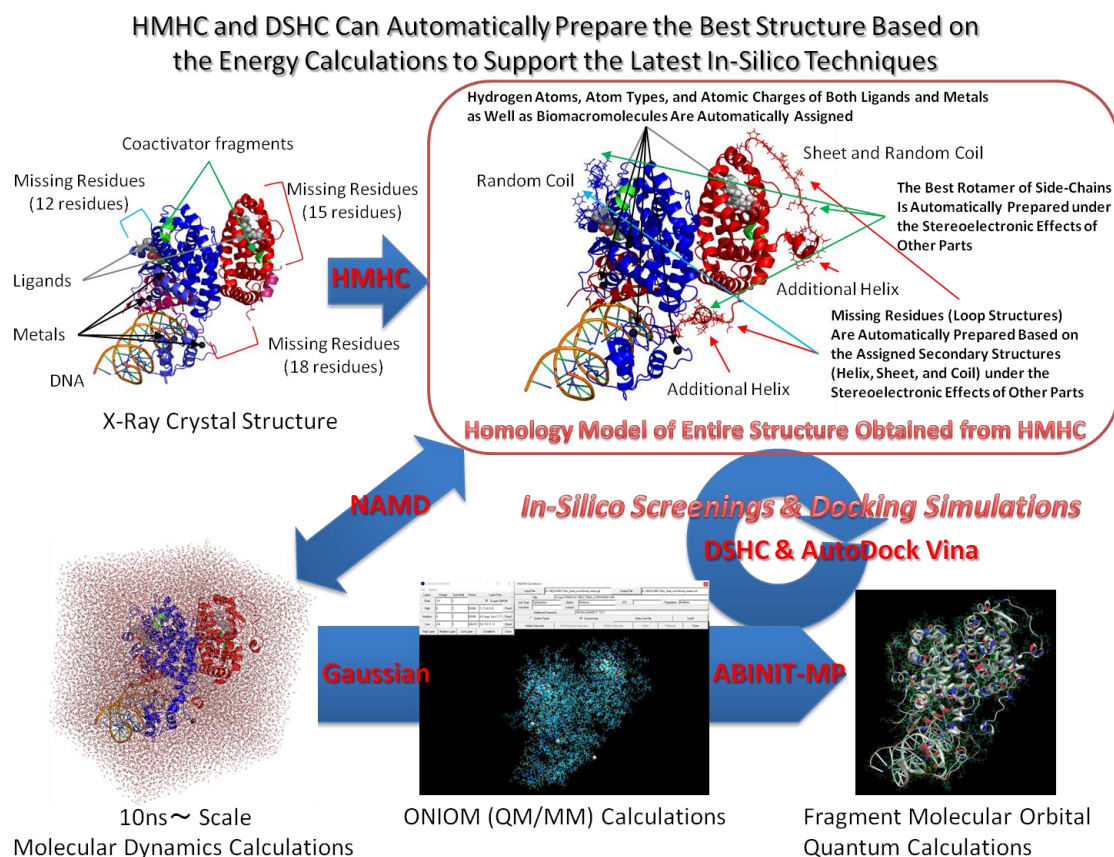 HMHC and DSHC Can Automatically Prepare the Best Structure Based on
the Energy Calculations to Support the Latest In-Silico Techniques
Coactivator fragments
Missing Residues
(12 residues)
Missing Residues
(15 residues)
Ligands
Metals
DNA
Missing Residues
(18 residues)
X-Ray Crystal Structure
HMHC
Hydrogen Atoms, Atom Types, and Atomic Charges of Both Ligands and Metals
as Well as Biomacromolecules Are Automatically Assigned
Random Coil
Sheet and Random Coil
The Best Rotamer of Side-Chains
Is Automatically Prepared under
the Stereoelectronic Effects of
Other Parts
Additional Helix
Missing Residues (Loop Structures)
Are Automatically Prepared Based on
the Assigned Secondary Structures
(Helix, Sheet, and Coil) under the
Stereoelectronic Effects of Other Parts
Additional Helix
Homology Model of Entire Structure Obtained from HMHC
NAMD
In-Silico Screenings & Docking Simulations
DSHC & AutoDock Vina
Gaussian
ABINIT-MP
10ns～ Scale
Molecular Dynamics Calculations
ONIOM (QM/MM) Calculations
Fragment Molecular Orbital
Quantum Calculations